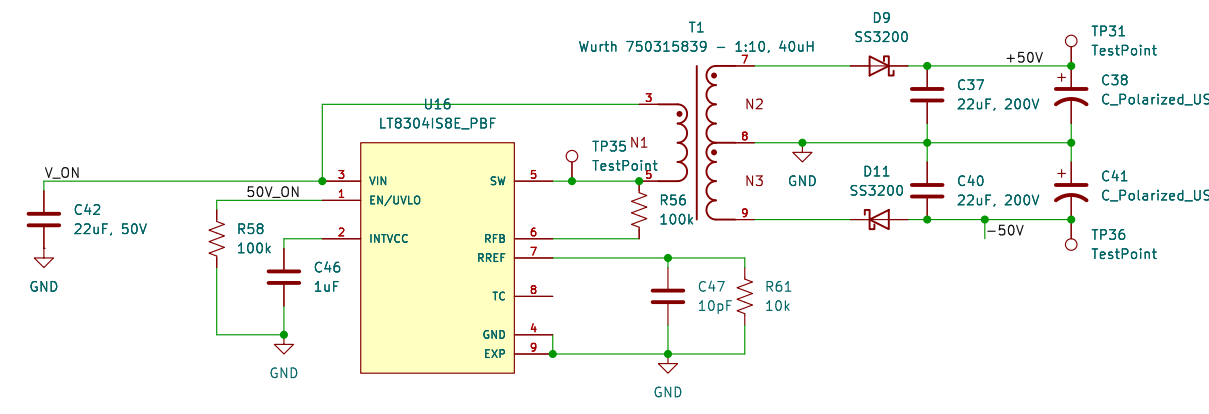 T1
Wurth 750315839 – 1:10, 40uH
D9
SS3200
TP31
TestPoint
+50V
7
N2
C37
22uF, 200V
+
C38
C_Polarized_US
U16
LT8304IS8E_PBF
3
N1
8
GND
TP35
TestPoint
5
N3
9
D11
SS3200
C40
22uF, 200V
+
C41
C_Polarized_US
–50V
TP36
TestPoint
V_ON
50V_ON
C42
22uF, 50V
GND
R58
100k
C46
1uF
GND
3
VIN
1
EN/UVLO
2
INTVCC
SW
5
RFB
6
RREF
7
TC
8
GND
4
EXP
9
R56
100k
C47
10pF
R61
10k
GND